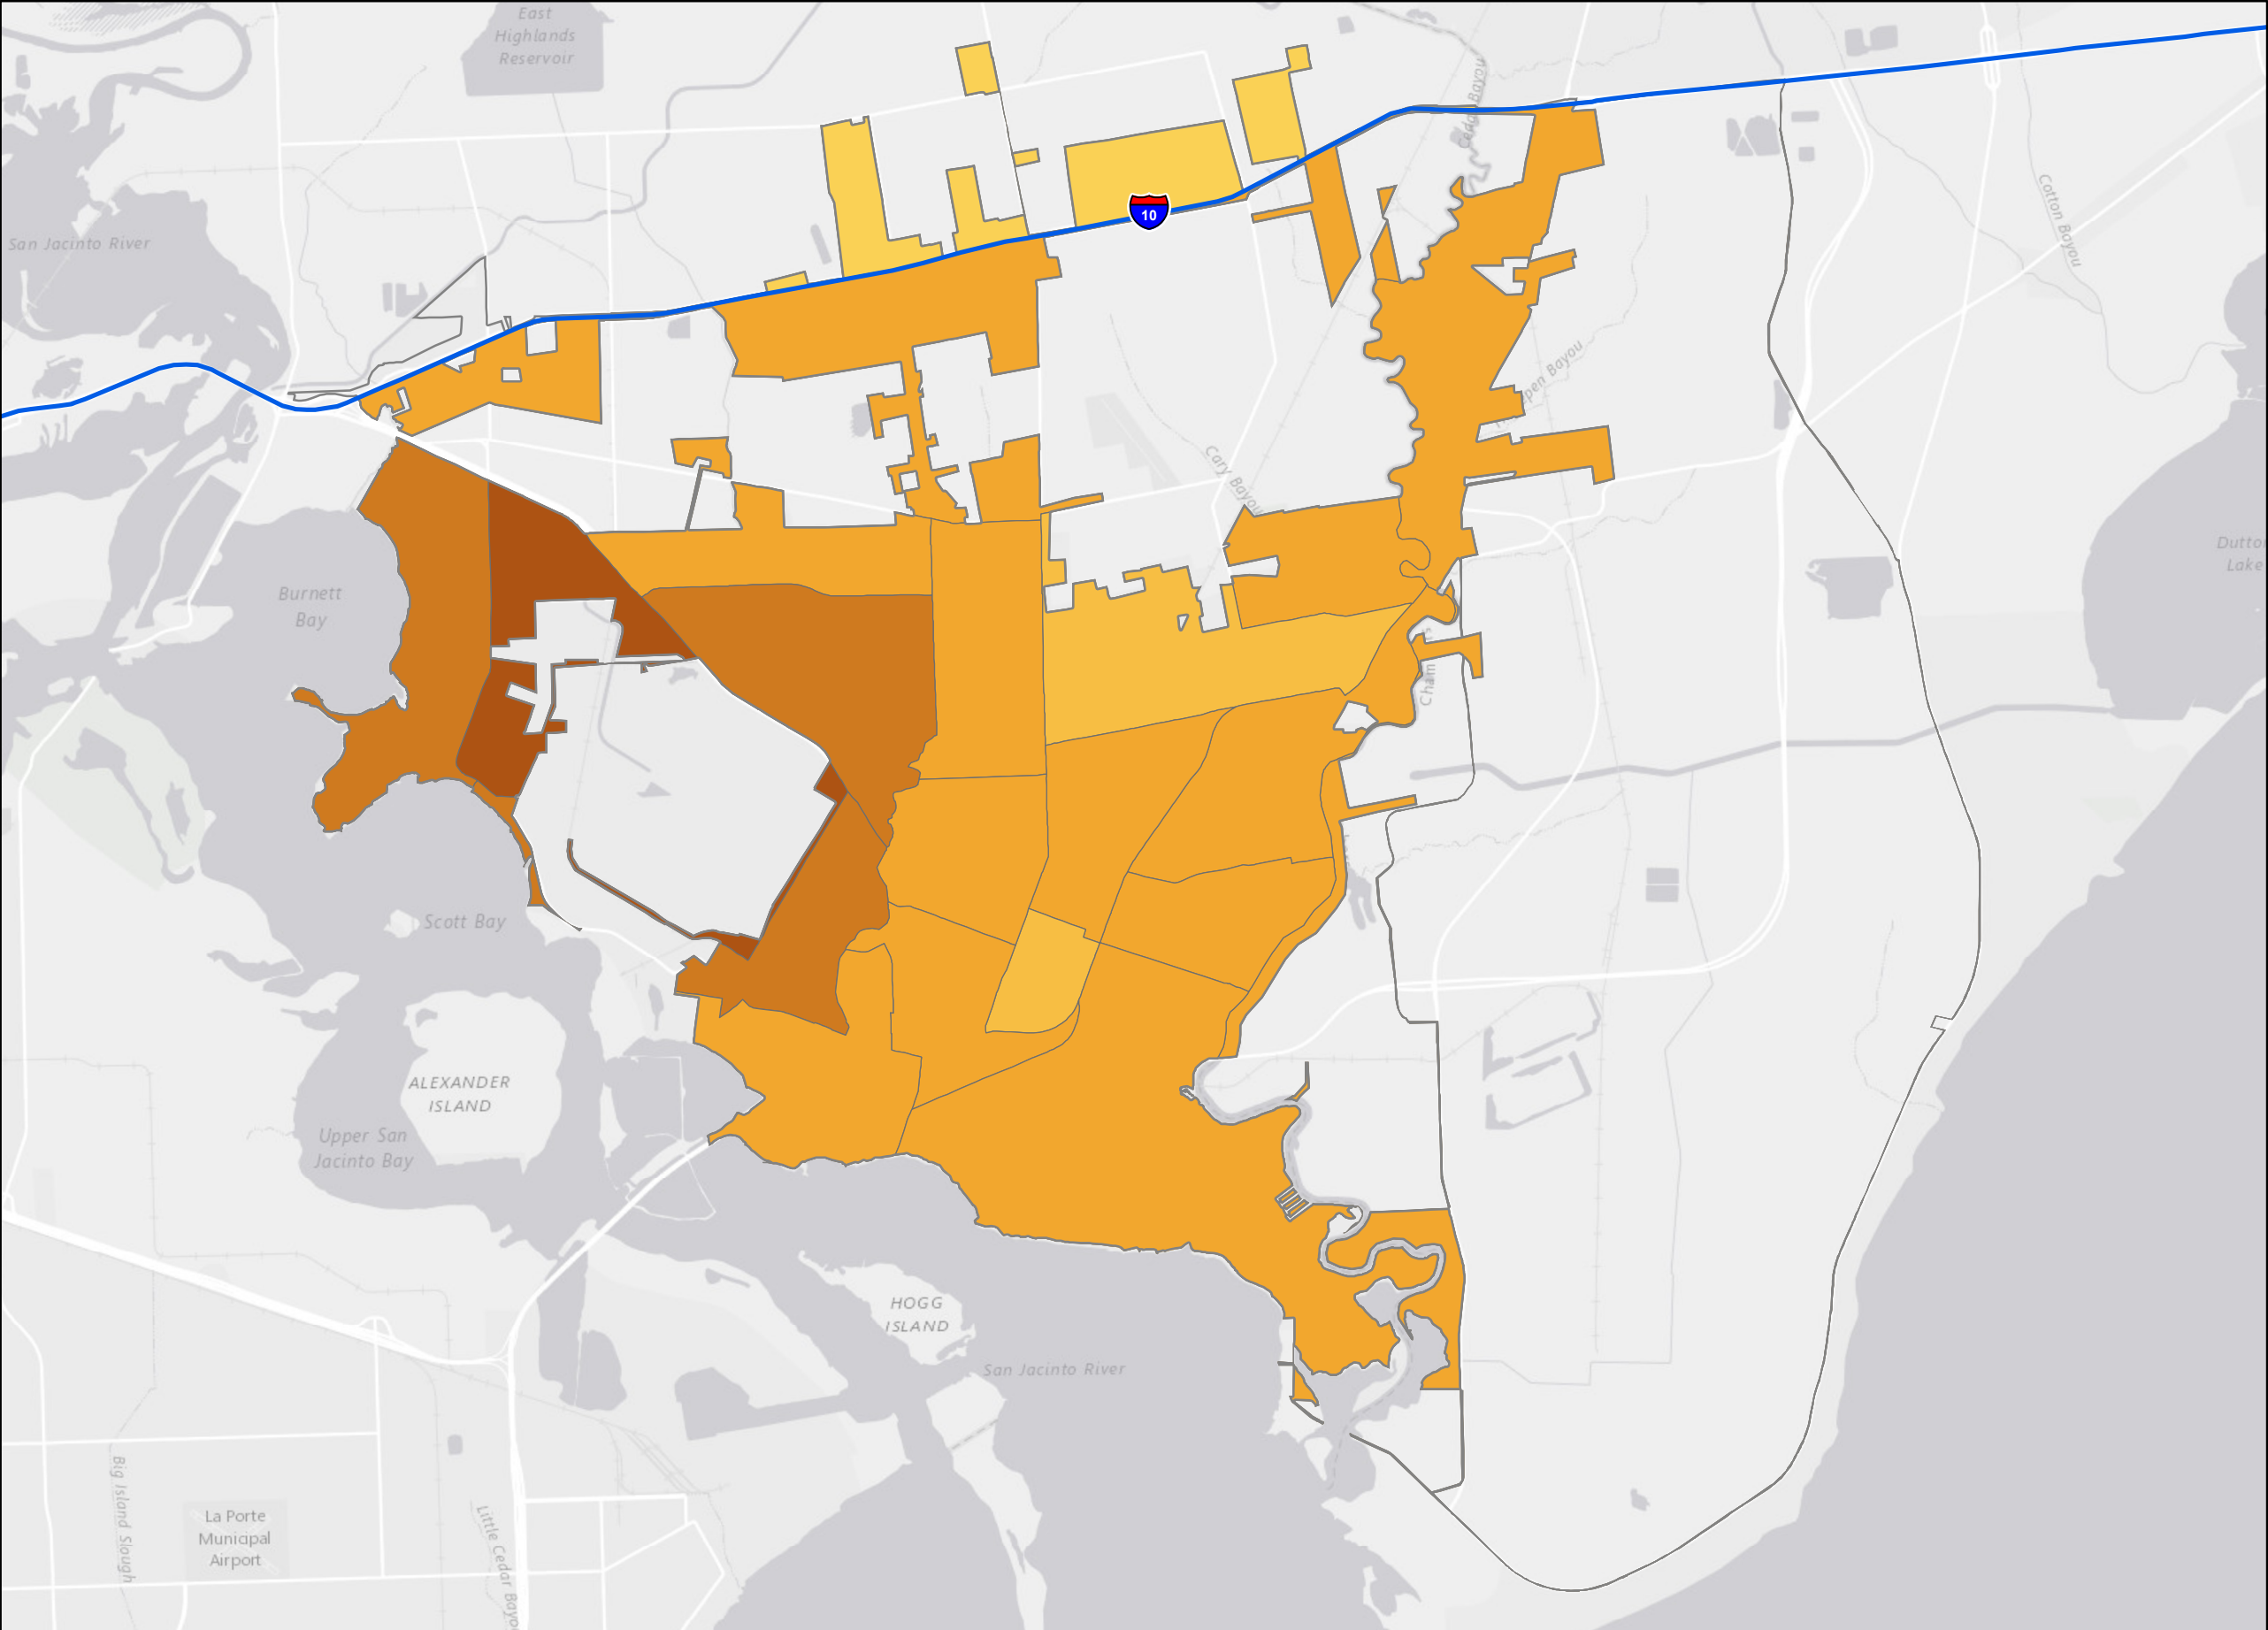 East
Highlands
Reservoir
Cedar Bayou
Cotton Bayou
10
San Jacinto River
Bayou
Cary Bayou
Dutto
Lake
Burnett
Bay
Scott Bay
ALEXANDER
ISLAND
Upper San
Jacinto Bay
HOGG
ISLAND
San Jacinto River
Big Island Slough
La Porte
Municipal
Airport
Little Cedar Bayo